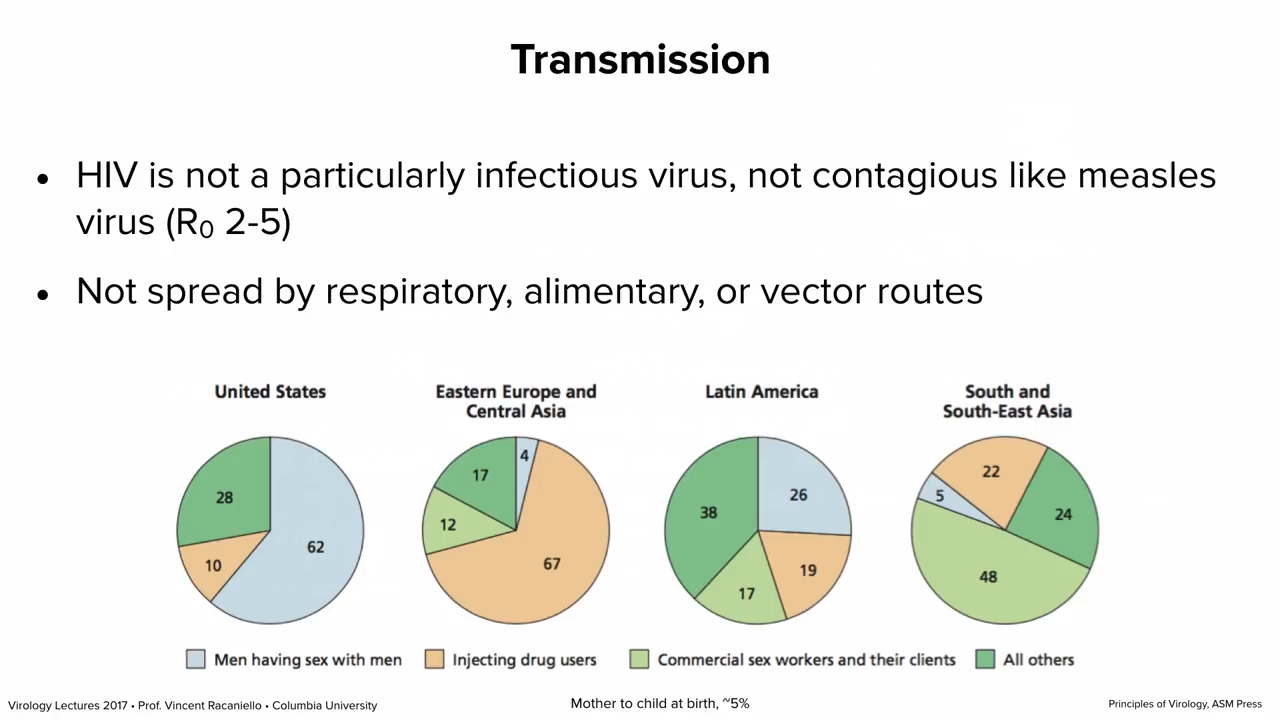 Transmission
• HIV is not a particularly infectious virus, not contagious like measles
virus (R₀ 2-5)
• Not spread by respiratory, alimentary, or vector routes
United States
28
62
10
Eastern Europe and
Central Asia
4
17
12
67
Latin America
38
26
19
17
South and
South-East Asia
22
5
24
48
Men having sex with men
Injecting drug users
Commercial sex workers and their clients
All others
Virology Lectures 2017 • Prof. Vincent Racaniello • Columbia University
Mother to child at birth, ~5%
Principles of Virology, ASM Press